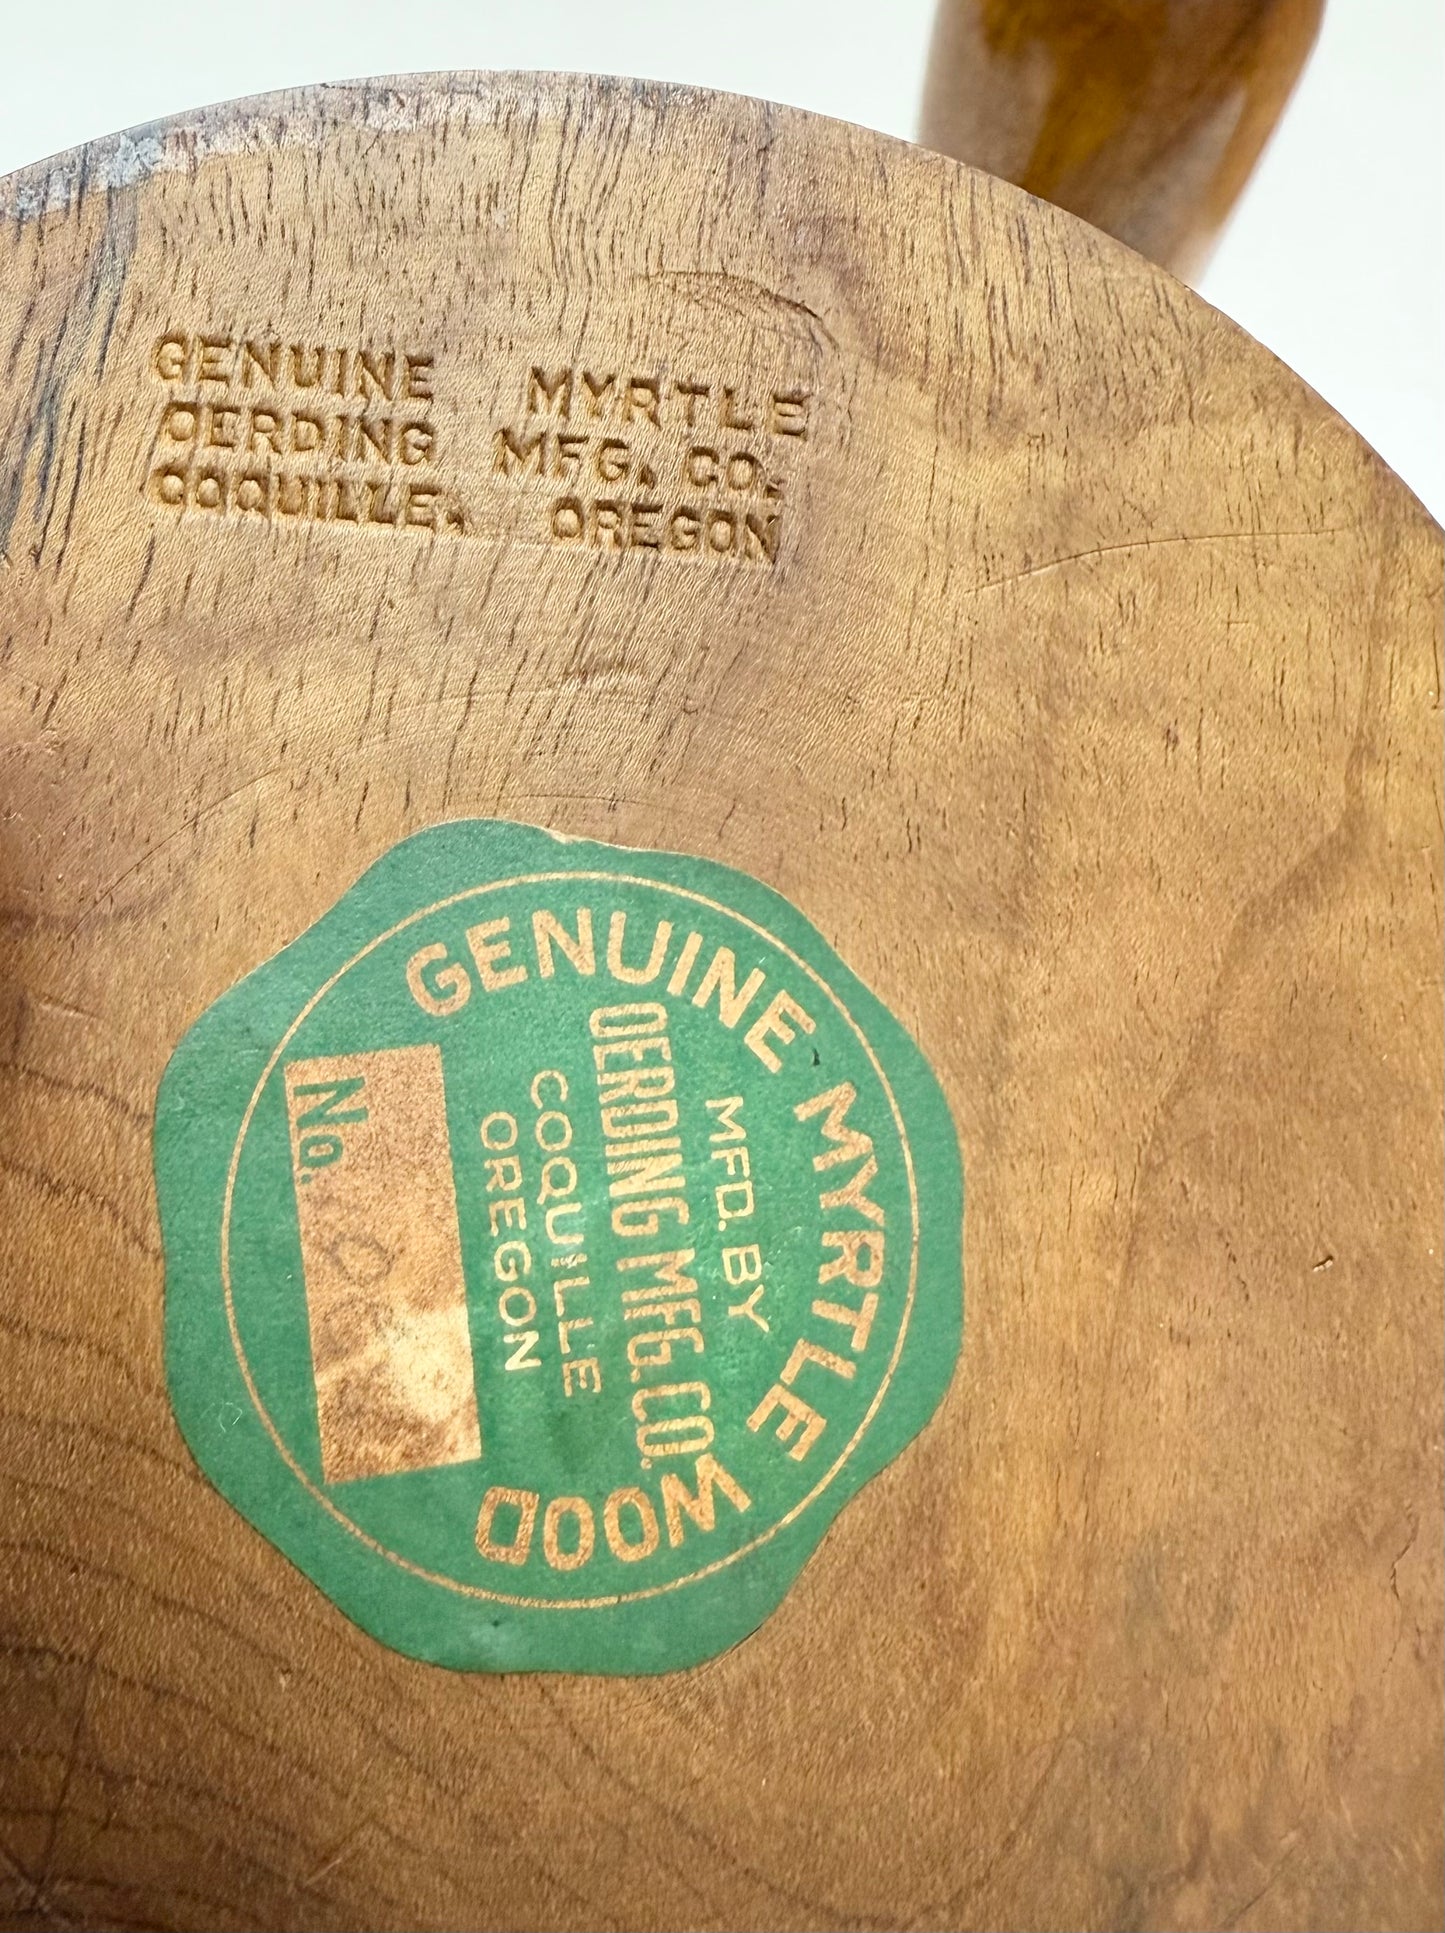 GENUINE MYRTLE
OERDING MFG. CO.
COQUILLE, OREGON
GENUINE MYRTLE WOOD
MFD. BY
OERDING MFG. CO.
COQUILLE
OREGON
No.